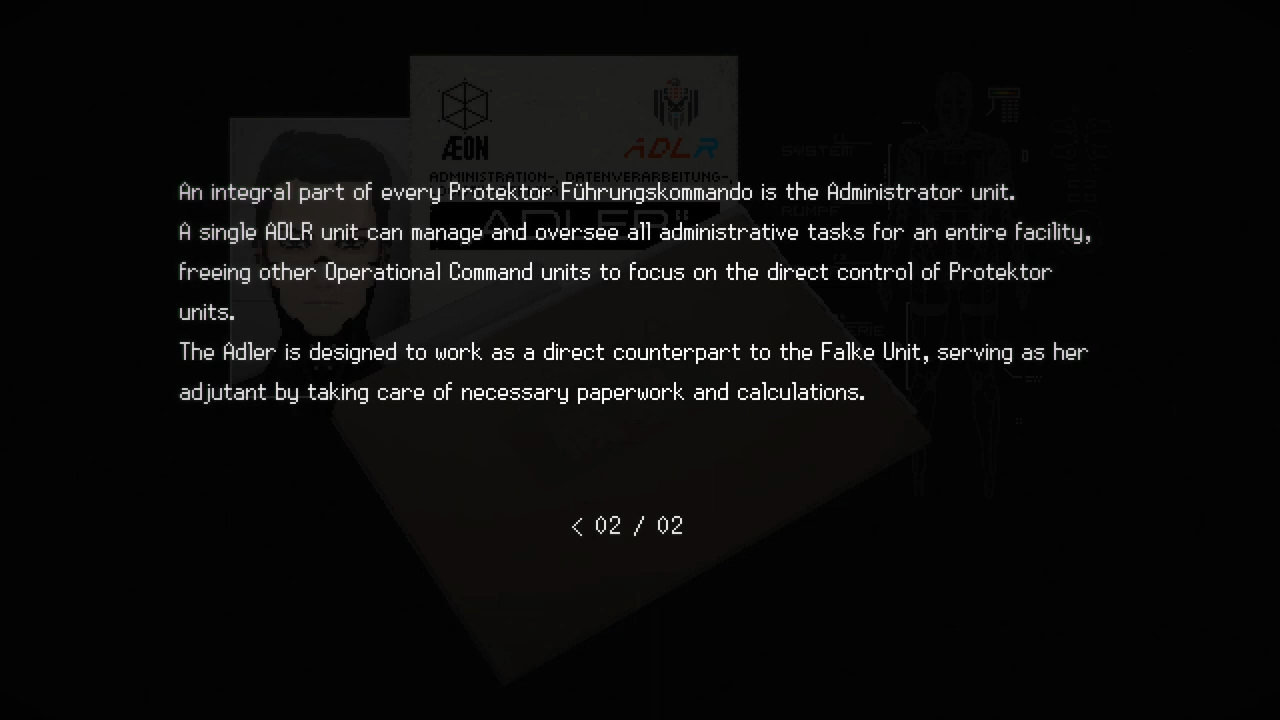 ÆON
ADLR
ADMINISTRATION-, DATENVERARBEITUNG-,
An integral part of every Protektor Führungskommando is the Administrator unit.
A single ADLR unit can manage and oversee all administrative tasks for an entire facility,
freeing other Operational Command units to focus on the direct control of Protektor
units.
The Adler is designed to work as a direct counterpart to the Falke Unit, serving as her
adjutant by taking care of necessary paperwork and calculations.
"ADLER"
SYSTEM
RUMPF
< 02 / 02